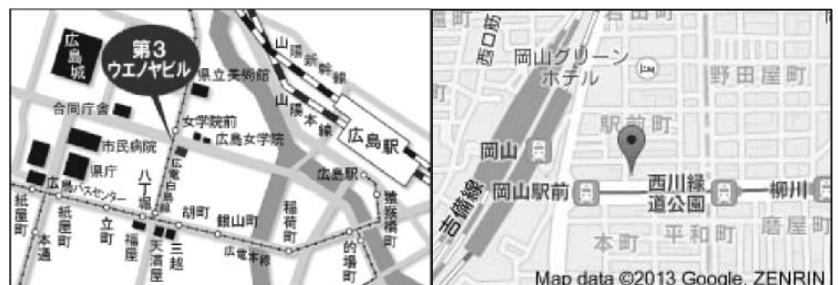 広島城
第3
ウエノヤビル
県立美術館
山陽新幹線
山陽本線
合同庁舎
女学院前
広島女学院
市民病院
県庁
広島バスセンター
八丁堀
広電白島線
広島駅
広島駅
紙屋町
紙屋町
本通
立町
福屋
天満屋
三越
胡町
銀山町
広電本線
稲荷町
猿猴橋町
的場町
西口筋
岩田町
岡山グリーン
ホテル
野田屋町
駅前町
岡山
岡山駅前
西川緑
道公園
柳川
吉備線
本町
平和町
磨屋町
Map data ©2013 Google, ZENRIN